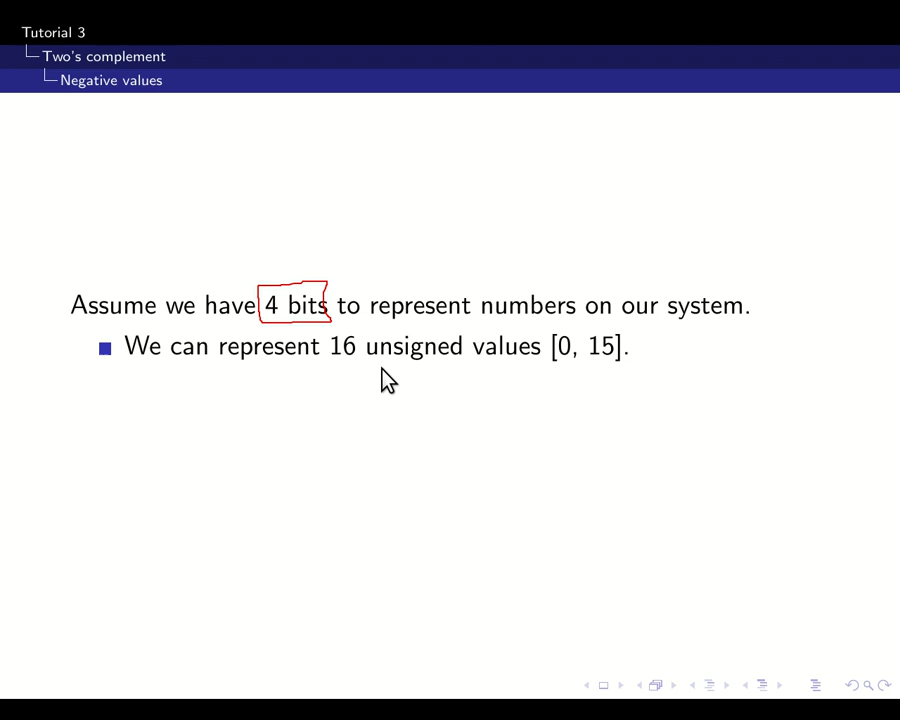 Tutorial 3
Two's complement
Negative values
Assume we have 4 bits to represent numbers on our system.
We can represent 16 unsigned values [0, 15].